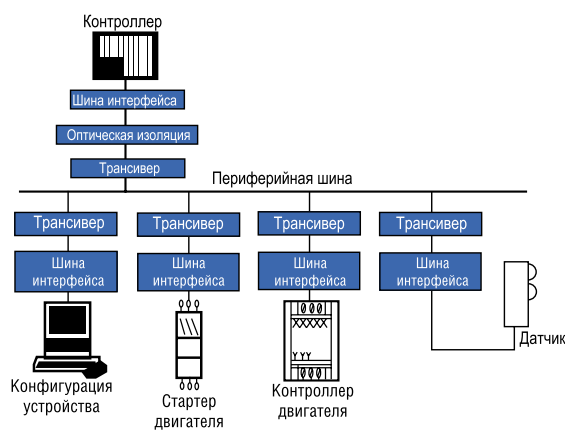 Контроллер
Шина интерфейса
Оптическая изоляция
Трансивер
Периферийная шина
Трансивер
Трансивер
Трансивер
Трансивер
Шина
интерфейса
Шина
интерфейса
Шина
интерфейса
Шина
интерфейса
Датчик
Конфигурация
устройства
Стартер
двигателя
Контроллер
двигателя